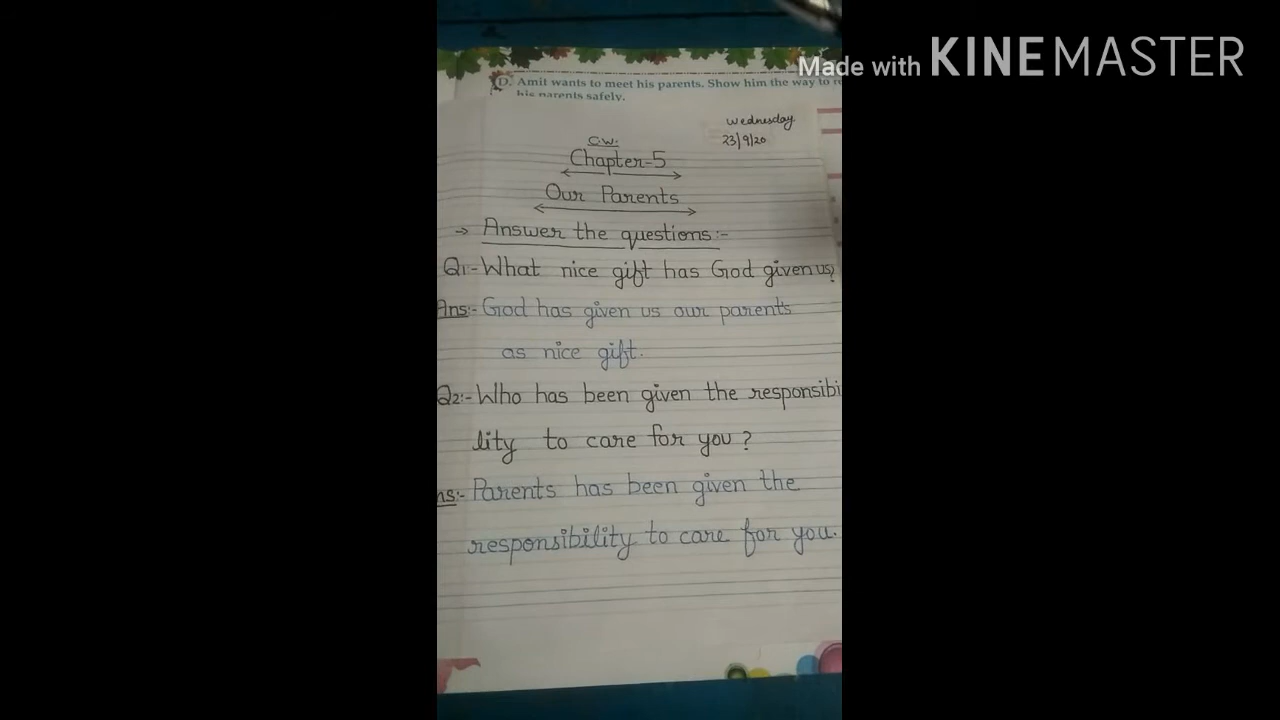 Made with KINEMASTER
D. Amit wants to meet his parents. Show him the way to
his parents safely.
Wednesday
23/9/20
C.W.
Chapter-5
Our Parents
→ Answer the questions:-
Q1:- What nice gift has God given us?
Ans:- God has given us our parents
as nice gift.
Q2:- Who has been given the responsibi
lity to care for you?
ns:- Parents has been given the
responsibility to care for you.